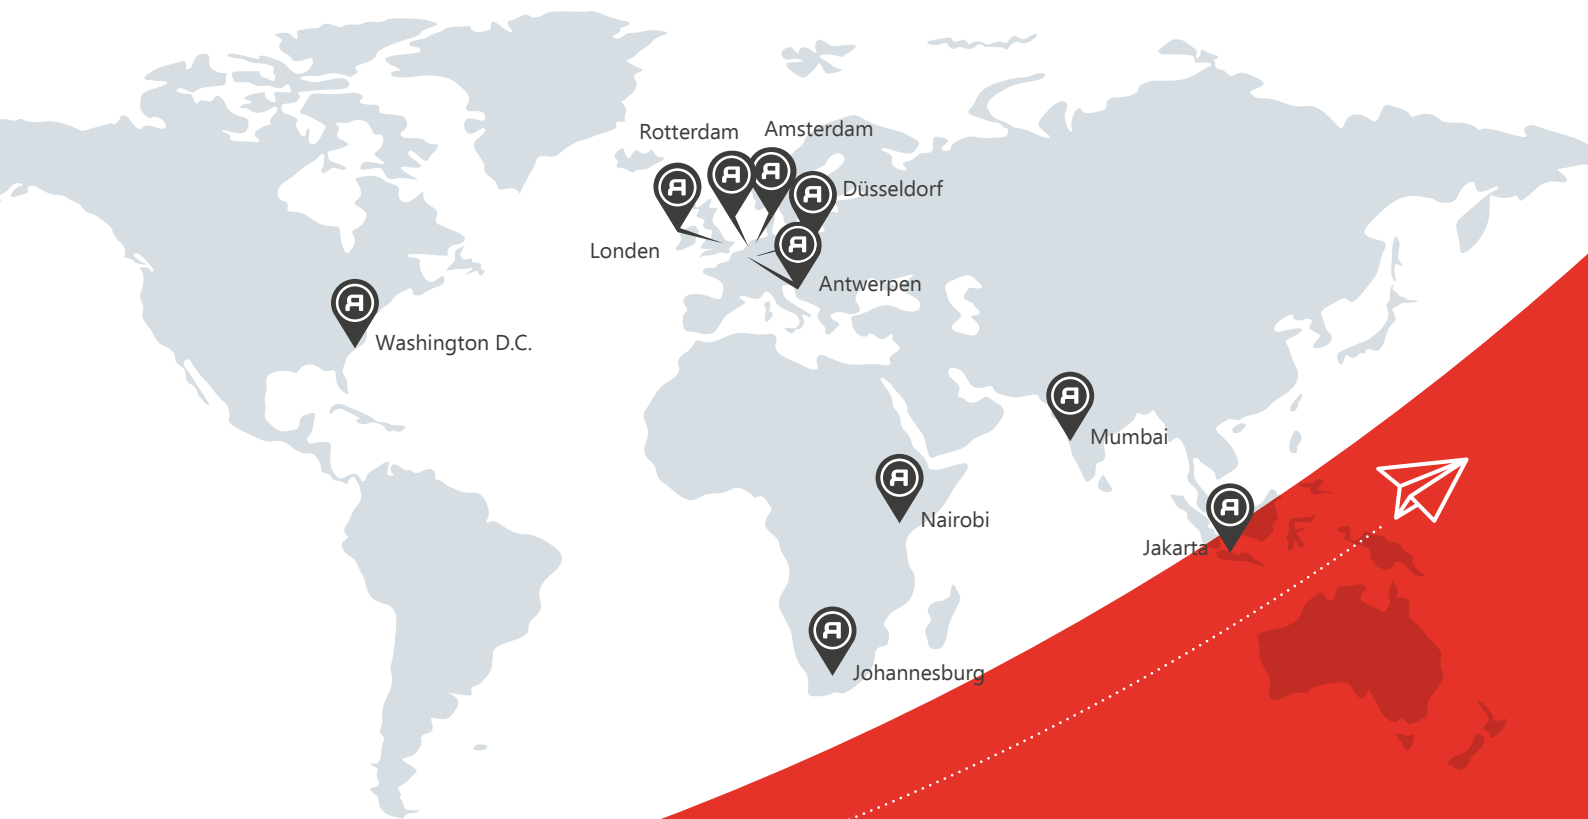 Rotterdam
Amsterdam
Düsseldorf
Londen
Antwerpen
Washington D.C.
Mumbai
Nairobi
Jakarta
Johannesburg